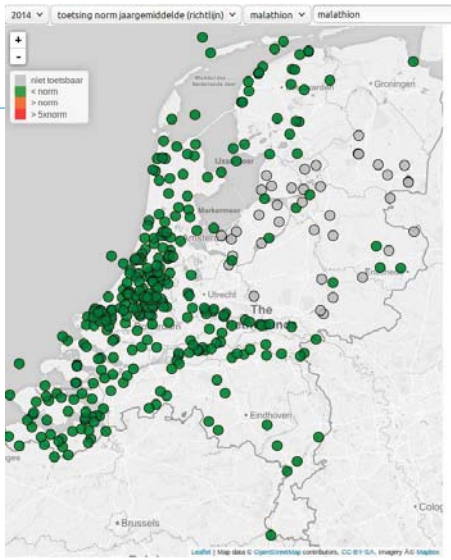 2014 toetsing norm jaargemiddelde (richtlijn) malathion malathion
+
-
niet toetsbaar
< norm
> norm
> 5xnorm
Groningen
Markermeer
Utrecht
The
Eindhoven
Brussels
Leaflet | Map data © OpenStreetMap contributors, CC-BY-SA, Imagery Â© Mapbox